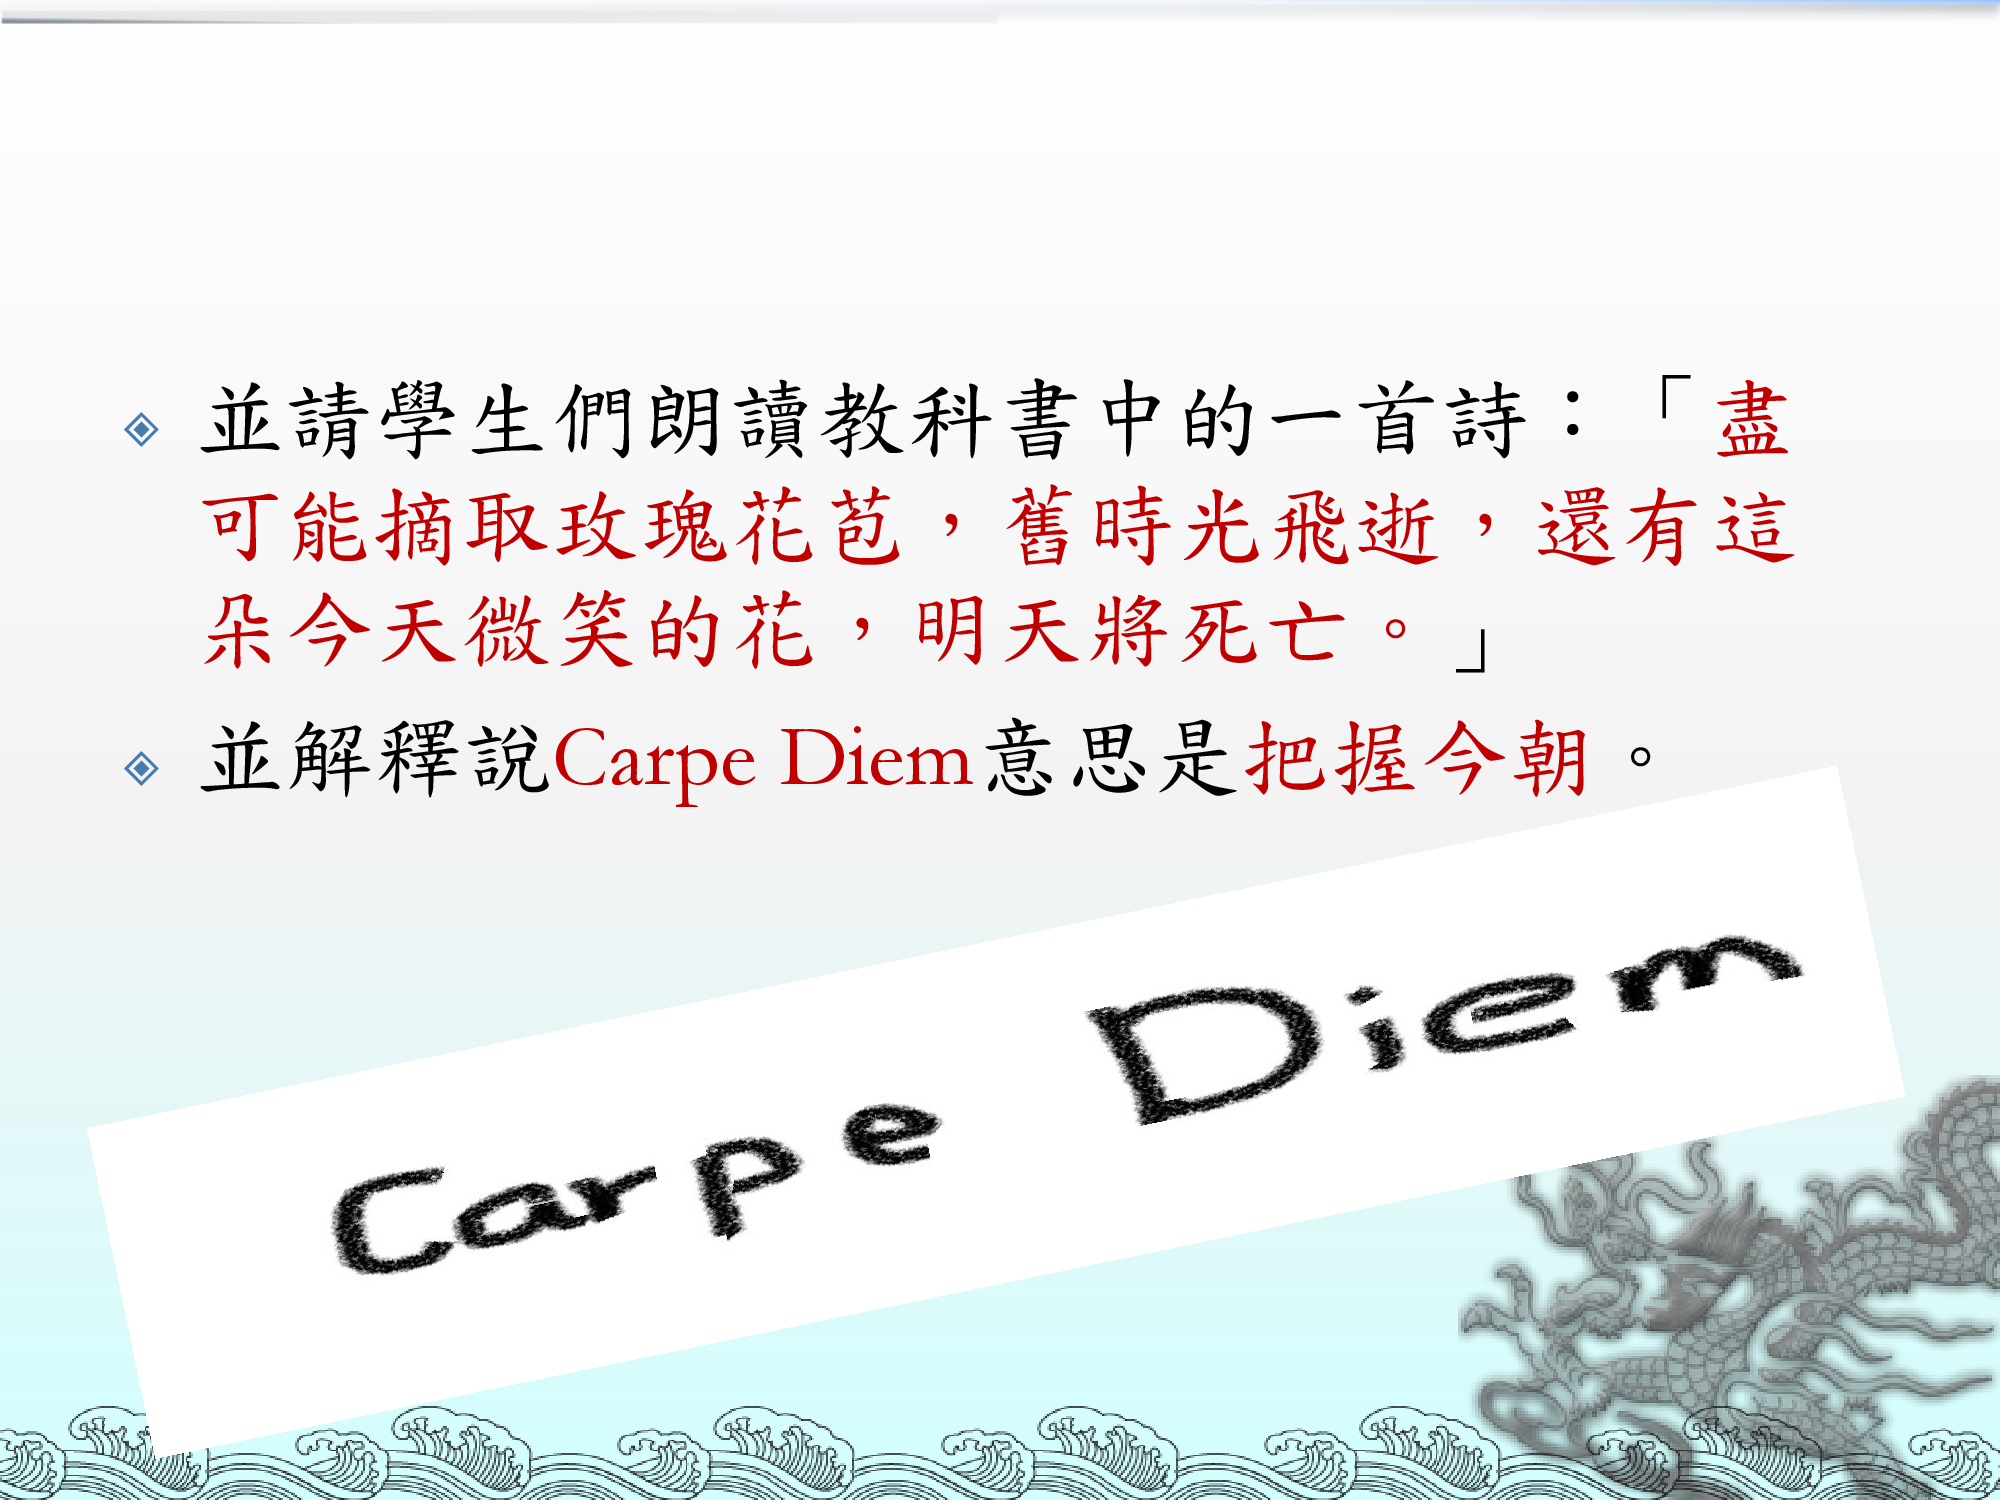 並請學生們朗讀教科書中的一首詩：「盡
可能摘取玫瑰花苞，舊時光飛逝，還有這
朵今天微笑的花，明天將死亡。」
並解釋說Carpe Diem意思是把握今朝。
Carpe Diem